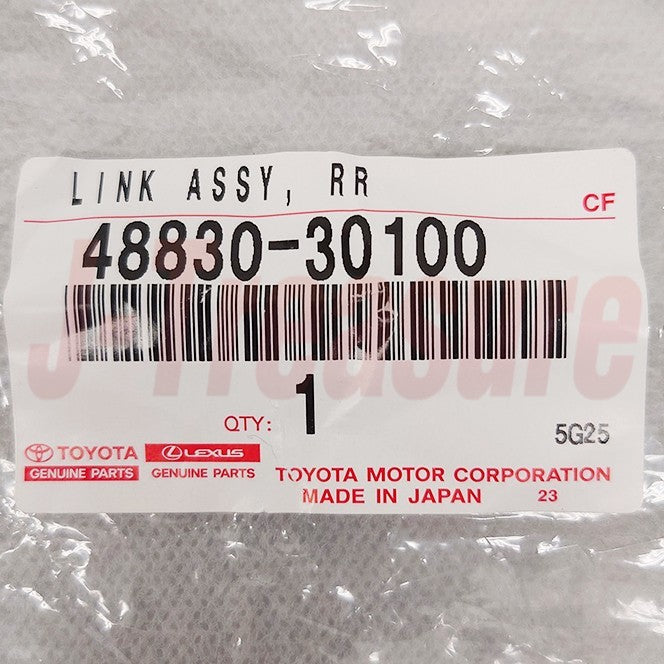 LINK ASSY, RR
CF
48830-30100
J-Treasure
QTY: 1
5G25
TOYOTA LEXUS
GENUINE PARTS GENUINE PARTS
TOYOTA MOTOR CORPORATION
MADE IN JAPAN 23